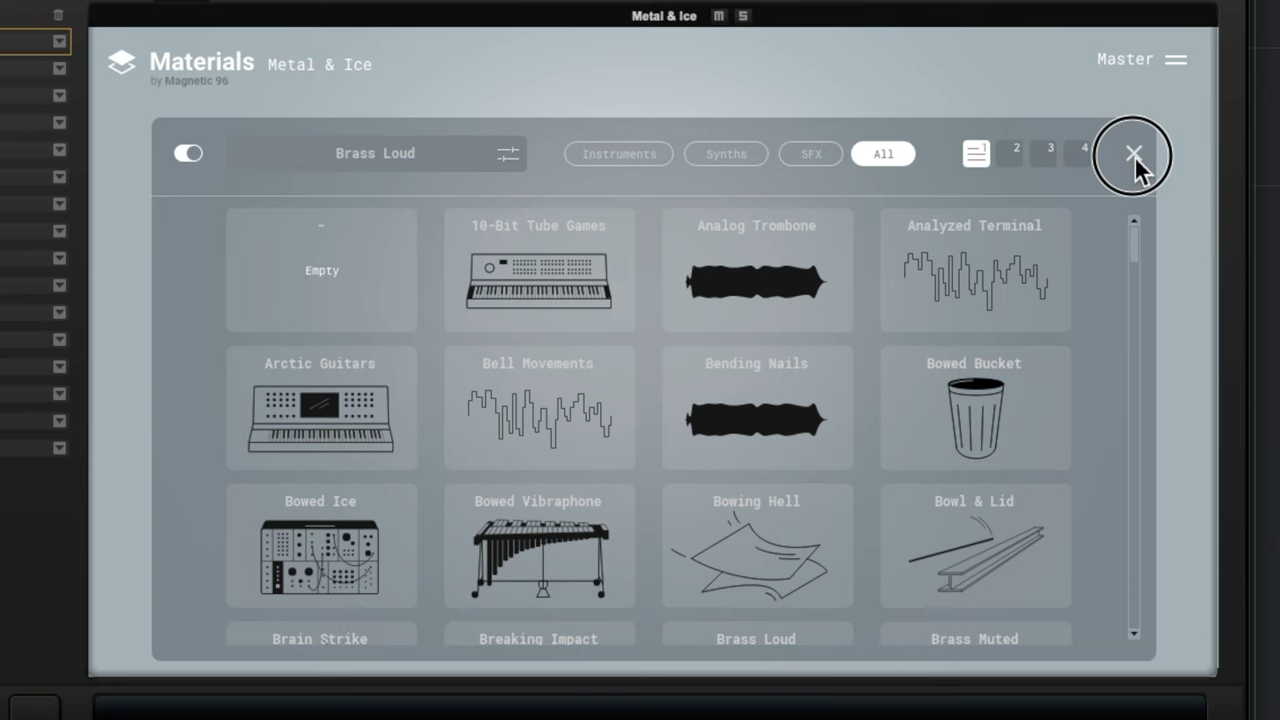 Metal & Ice M S
Materials Metal & Ice
by Magnetic 96
Master
Brass Loud
Instruments Synths SFX All
1 2 3 4
–
Empty
10-Bit Tube Games
Analog Trombone
Analyzed Terminal
Arctic Guitars
Bell Movements
Bending Nails
Bowed Bucket
Bowed Ice
Bowed Vibraphone
Bowing Hell
Bowl & Lid
Brain Strike
Breaking Impact
Brass Loud
Brass Muted